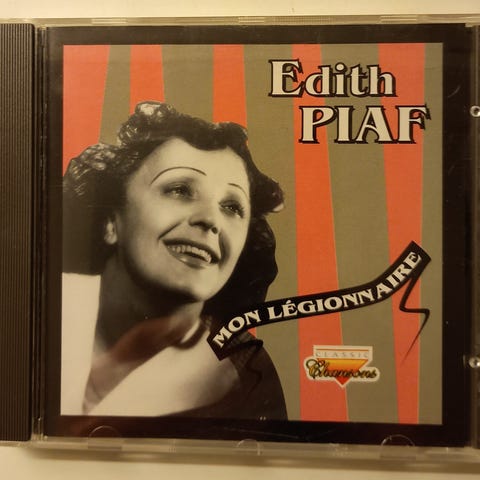 Edith
PIAF
MON LÉGIONNAIRE
CLASSIC
Chansons